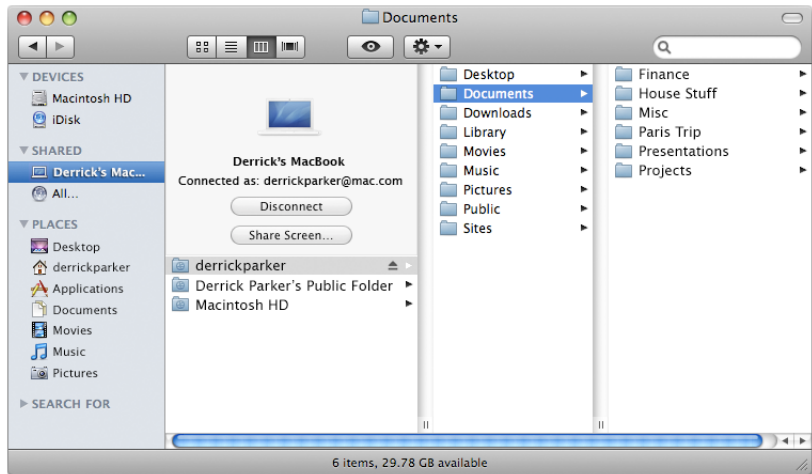 Documents
DEVICES
Macintosh HD
iDisk
SHARED
Derrick's Mac...
All...
PLACES
Desktop
derrickparker
Applications
Documents
Movies
Music
Pictures
SEARCH FOR
Derrick's MacBook
Connected as: derrickparker@mac.com
Disconnect
Share Screen...
derrickparker
Derrick Parker's Public Folder
Macintosh HD
Desktop
Documents
Downloads
Library
Movies
Music
Pictures
Public
Sites
Finance
House Stuff
Misc
Paris Trip
Presentations
Projects
6 items, 29.78 GB available